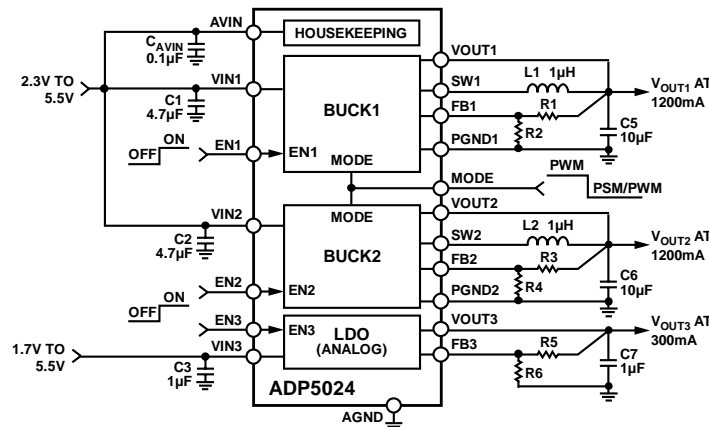 AVIN
HOUSEKEEPING
C_AVIN
0.1µF
VOUT1
2.3V TO
5.5V
VIN1
C1
4.7µF
BUCK1
SW1
L1 1µH
V_OUT1 AT
1200mA
FB1
R1
R2
C5
10µF
OFF
ON
EN1
EN1
PGND1
MODE
MODE
PWM
PSM/PWM
VIN2
MODE
VOUT2
C2
4.7µF
BUCK2
SW2
L2 1µH
V_OUT2 AT
1200mA
FB2
R3
R4
C6
10µF
OFF
ON
EN2
EN2
PGND2
EN3
EN3
LDO
(ANALOG)
VOUT3
V_OUT3 AT
300mA
1.7V TO
5.5V
VIN3
C3
1µF
FB3
R5
R6
C7
1µF
ADP5024
AGND